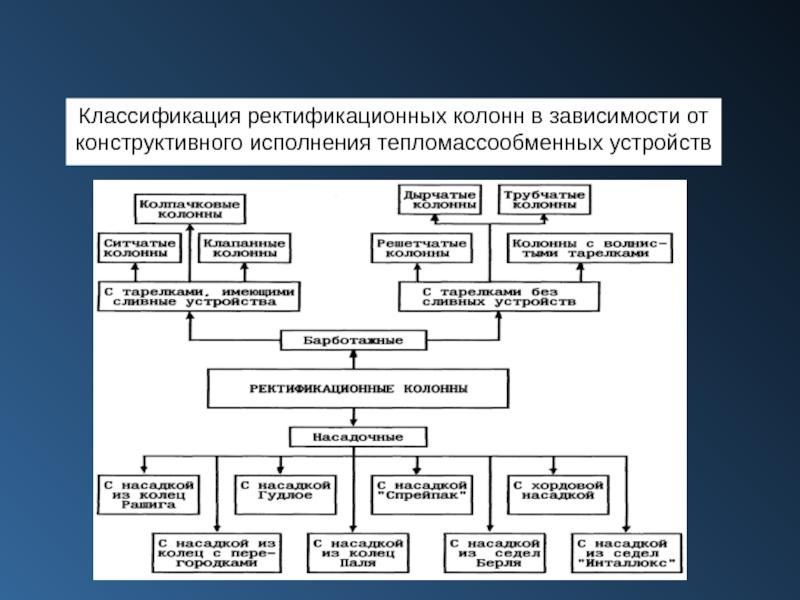 Классификация ректификационных колонн в зависимости от
конструктивного исполнения тепломассообменных устройств
Колпачковые
колонны
Дырчатые
колонны
Трубчатые
колонны
Ситчатые
колонны
Клапанные
колонны
Решетчатые
колонны
Колонны с волнис-
тыми тарелками
С тарелками, имеющими
сливные устройства
С тарелками без
сливных устройств
Барботажные
РЕКТИФИКАЦИОННЫЕ КОЛОННЫ
Насадочные
С насадкой
из колец
Рашига
С насадкой
Гудлое
С насадкой
"Спрейпак"
С хордовой
насадкой
С насадкой из
колец с пере-
городками
С насадкой
из колец
Паля
С насадкой
из седел
Берля
С насадкой
из седел
"Инталлокс"